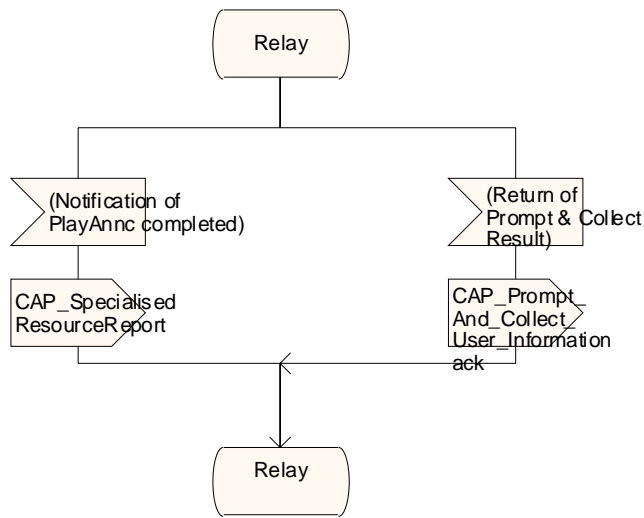 Relay
(Notification of
PlayAnnc completed)
(Return of
Prompt & Collect
Result)
CAP_Specialised
ResourceReport
CAP_Prompt_
And_Collect_
User_Information
ack
Relay